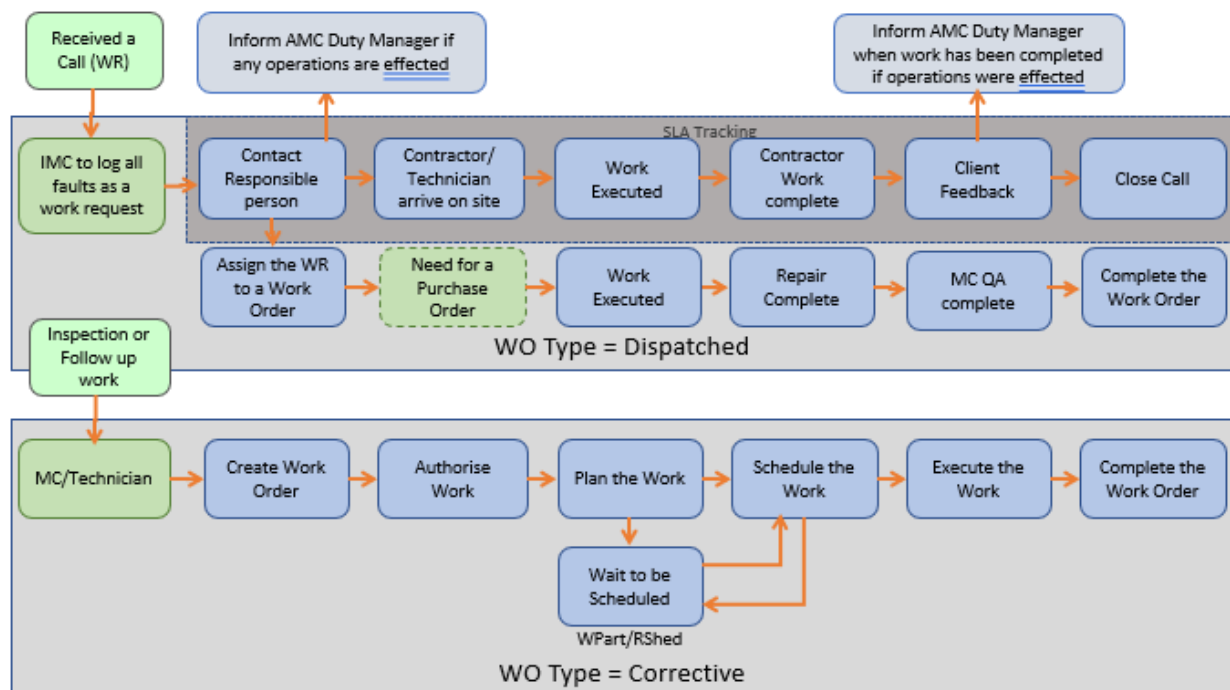 Received a
Call (WR)
Inform AMC Duty Manager if
any operations are effected
Inform AMC Duty Manager
when work has been completed
if operations were effected
SLA Tracking
IMC to log all
faults as a
work request
Contact
Responsible
person
Contractor/
Technician
arrive on site
Work
Executed
Contractor
Work
complete
Client
Feedback
Close Call
Assign the WR
to a Work
Order
Need for a
Purchase
Order
Work
Executed
Repair
Complete
MC QA
complete
Complete the
Work Order
WO Type = Dispatched
Inspection or
Follow up
work
MC/Technician
Create Work
Order
Authorise
Work
Plan the Work
Schedule the
Work
Execute the
Work
Complete the
Work Order
Wait to be
Scheduled
WPart/RShed
WO Type = Corrective